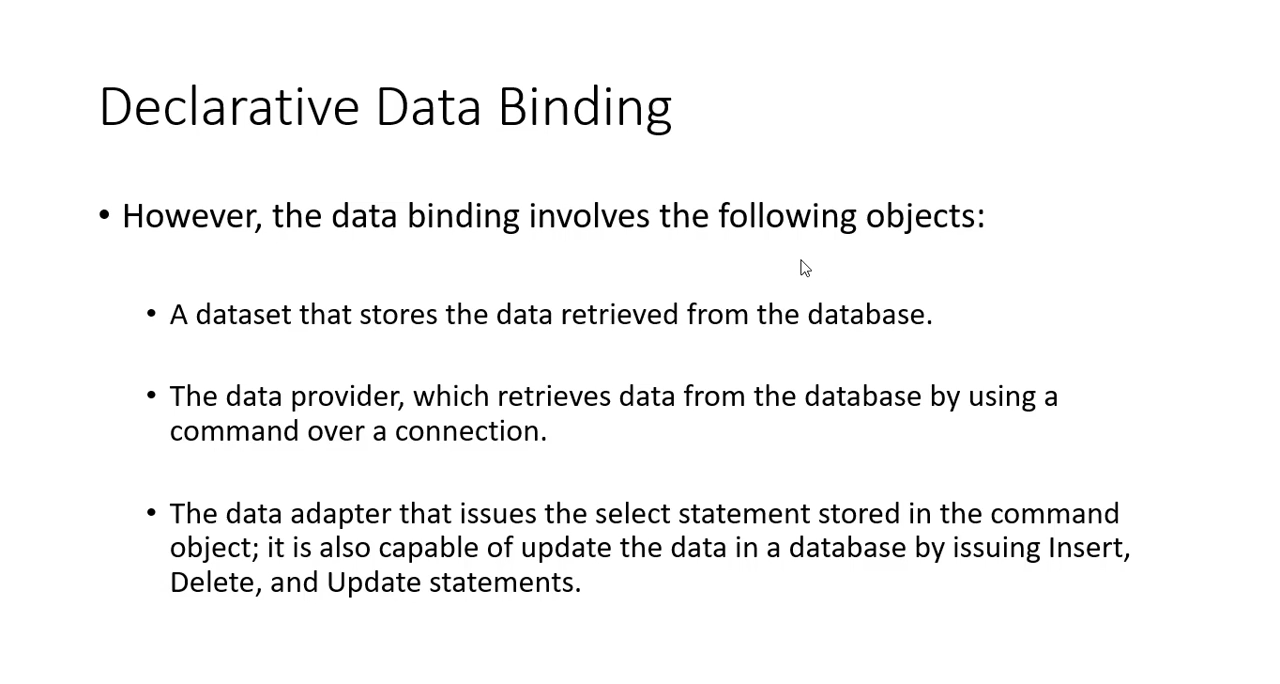 Declarative Data Binding
• However, the data binding involves the following objects:
• A dataset that stores the data retrieved from the database.
• The data provider, which retrieves data from the database by using a
command over a connection.
• The data adapter that issues the select statement stored in the command
object; it is also capable of update the data in a database by issuing Insert,
Delete, and Update statements.